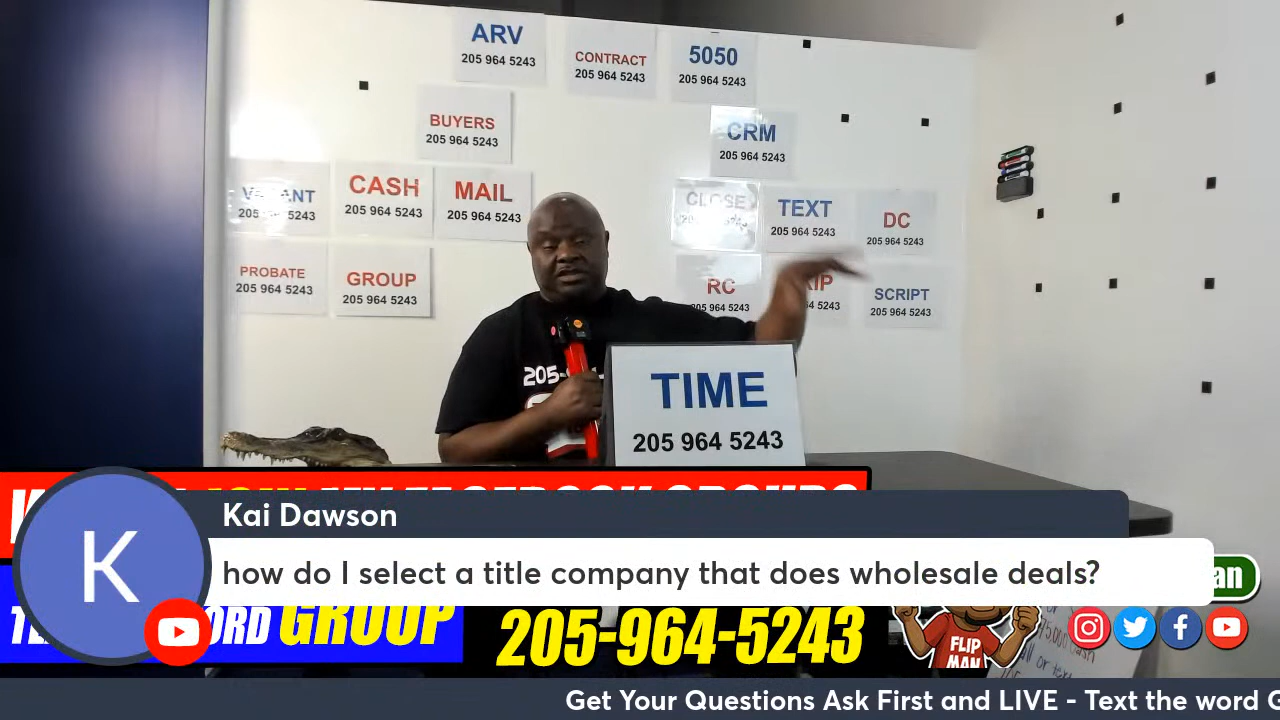 ARV
205 964 5243
CONTRACT
205 964 5243
5050
205 964 5243
BUYERS
205 964 5243
CRM
205 964 5243
205 964 5243
CASH
205 964 5243
MAIL
205 964 5243
CLOSE
TEXT
205 964 5243
DC
205 964 5243
PROBATE
205 964 5243
GROUP
205 964 5243
RC
205 964 5243
SCRIPT
205 964 5243
205-
TIME
205 964 5243
Kai Dawson
K
how do I select a title company that does wholesale deals?
GROUP
205-964-5243
FLIP
MAN
Get Your Questions Ask First and LIVE - Text the word G